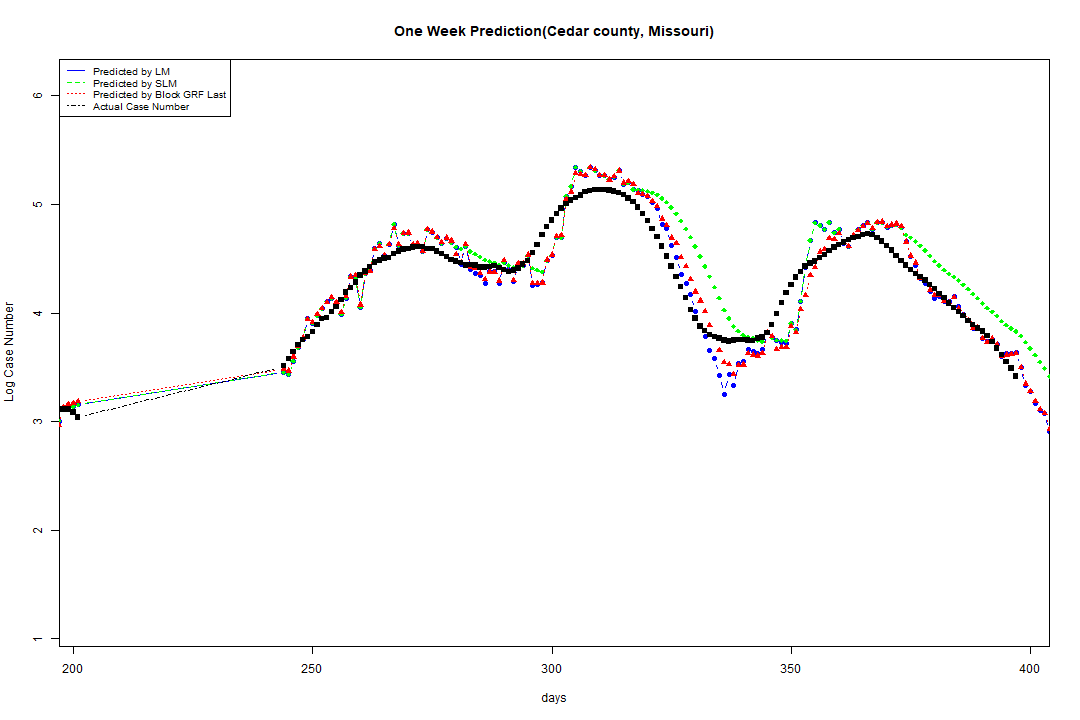 One Week Prediction(Cedar county, Missouri)
Predicted by LM
Predicted by SLM
Predicted by Block GRF Last
Actual Case Number
Log Case Number
6
5
4
3
2
1
200 250 300 350 400
days